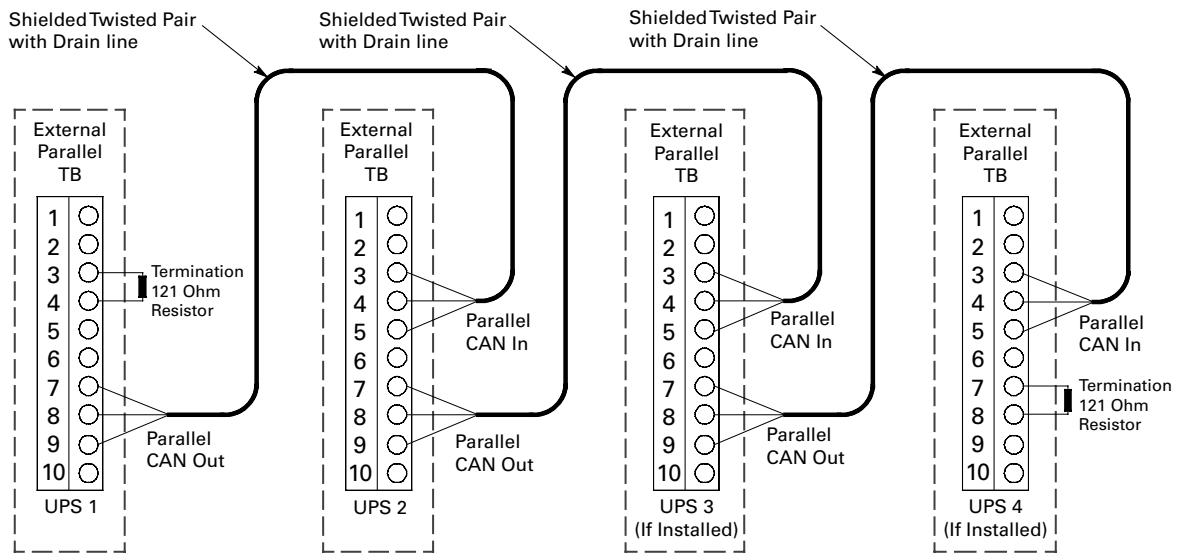 Shielded Twisted Pair
with Drain line
Shielded Twisted Pair
with Drain line
Shielded Twisted Pair
with Drain line
External
Parallel
TB
1
2
3
4
5
6
7
8
9
10
UPS 1
Termination
121 Ohm
Resistor
Parallel
CAN Out
External
Parallel
TB
1
2
3
4
5
6
7
8
9
10
UPS 2
Parallel
CAN In
Parallel
CAN Out
External
Parallel
TB
1
2
3
4
5
6
7
8
9
10
UPS 3
(If Installed)
Parallel
CAN In
Parallel
CAN Out
External
Parallel
TB
1
2
3
4
5
6
7
8
9
10
UPS 4
(If Installed)
Parallel
CAN In
Termination
121 Ohm
Resistor